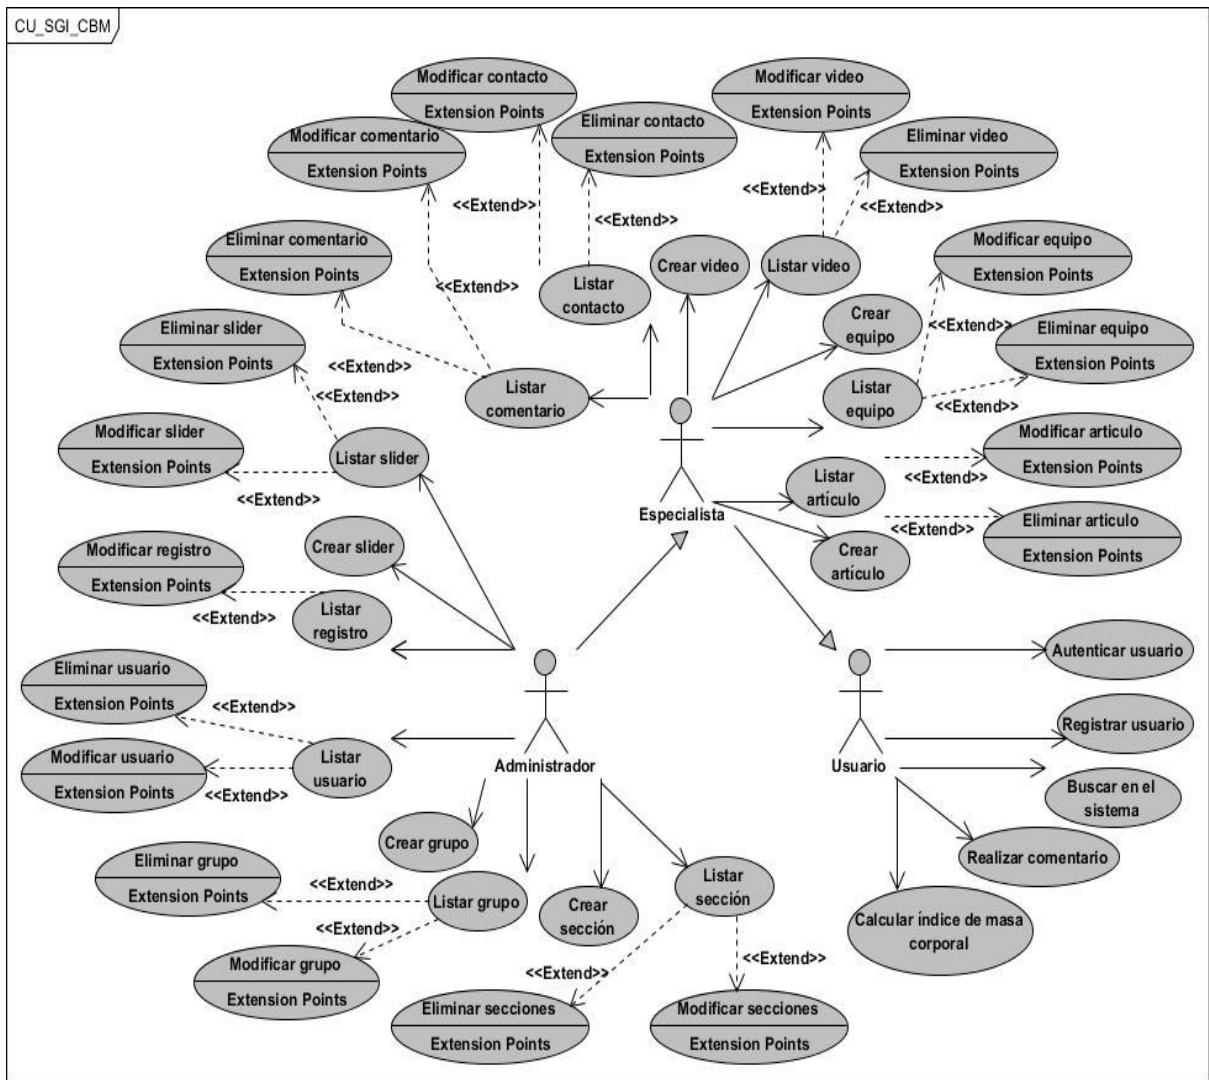 CU_SGI_CBM
Modificar contacto
Extension Points
Modificar video
Extension Points
Modificar comentario
Extension Points
Eliminar contacto
Extension Points
Eliminar video
Extension Points
<<Extend>>
<<Extend>>
<<Extend>>
<<Extend>>
Eliminar comentario
Extension Points
Crear video
Listar video
Modificar equipo
Extension Points
<<Extend>>
Listar
contacto
Eliminar slider
Extension Points
Crear
equipo
<<Extend>>
Eliminar equipo
Extension Points
<<Extend>>
<<Extend>>
Listar
comentario
Listar
equipo
<<Extend>>
Modificar slider
Extension Points
Listar slider
<<Extend>>
Modificar articulo
Extension Points
<<Extend>>
Listar
artículo
Especialista
Eliminar articulo
Extension Points
<<Extend>>
Crear slider
Crear
artículo
Modificar registro
Extension Points
<<Extend>>
Listar
registro
Autenticar usuario
Eliminar usuario
Extension Points
<<Extend>>
Registrar usuario
Modificar usuario
Extension Points
<<Extend>>
Listar
usuario
Administrador
Usuario
Buscar en el
sistema
Crear grupo
Realizar comentario
Eliminar grupo
Extension Points
<<Extend>>
Listar grupo
Listar
sección
Crear
sección
Calcular índice de masa
corporal
<<Extend>>
Modificar grupo
Extension Points
<<Extend>>
<<Extend>>
Eliminar secciones
Extension Points
Modificar secciones
Extension Points